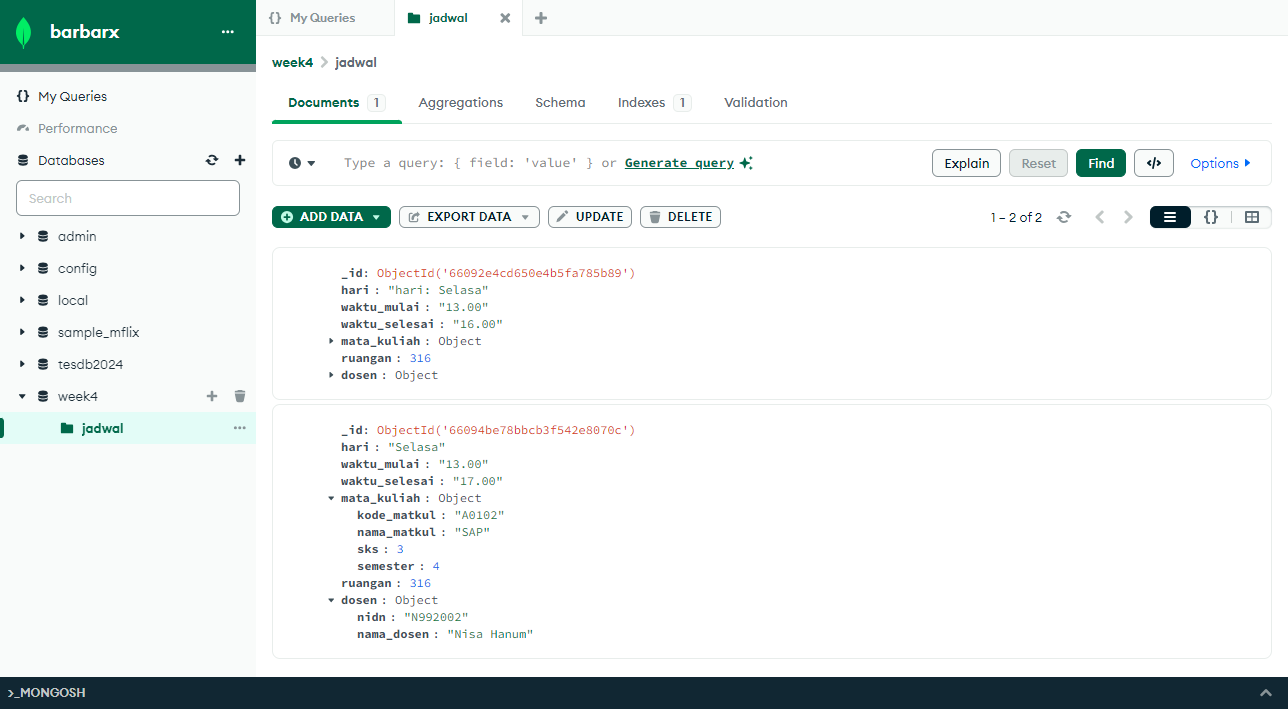 barbarx
My Queries
Performance
Databases
Search
admin
config
local
sample_mflix
tesdb2024
week4
jadwal
{} My Queries
jadwal
week4 > jadwal
Documents 1 Aggregations Schema Indexes 1 Validation
Type a query: { field: 'value' } or Generate query
Explain Reset Find </> Options
ADD DATA EXPORT DATA UPDATE DELETE 1 – 2 of 2 {}
_id: ObjectId('66092e4cd650e4b5fa785b89')
hari : "hari: Selasa"
waktu_mulai : "13.00"
waktu_selesai : "16.00"
mata_kuliah : Object
ruangan : 316
dosen : Object
_id: ObjectId('66094be78bbcb3f542e8070c')
hari : "Selasa"
waktu_mulai : "13.00"
waktu_selesai : "17.00"
mata_kuliah : Object
kode_matkul : "A0102"
nama_matkul : "SAP"
sks : 3
semester : 4
ruangan : 316
dosen : Object
nidn : "N992002"
nama_dosen : "Nisa Hanum"
>_MONGOSH